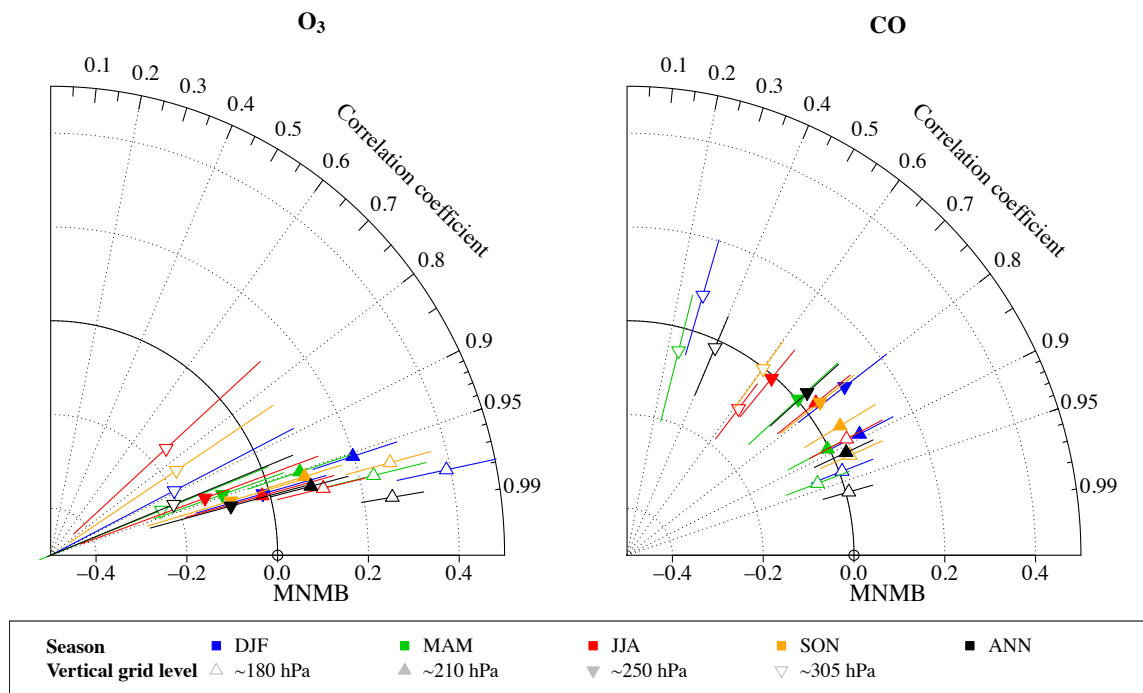 O3 CO
0.1 0.2 0.3 0.4 0.5 0.6 0.7 0.8 0.9 0.95 0.99
Correlation coefficient
−0.4 −0.2 0.0 0.2 0.4
MNMB
0.1 0.2 0.3 0.4 0.5 0.6 0.7 0.8 0.9 0.95 0.99
Correlation coefficient
−0.4 −0.2 0.0 0.2 0.4
MNMB
Season DJF MAM JJA SON ANN
Vertical grid level ~180 hPa ~210 hPa ~250 hPa ~305 hPa